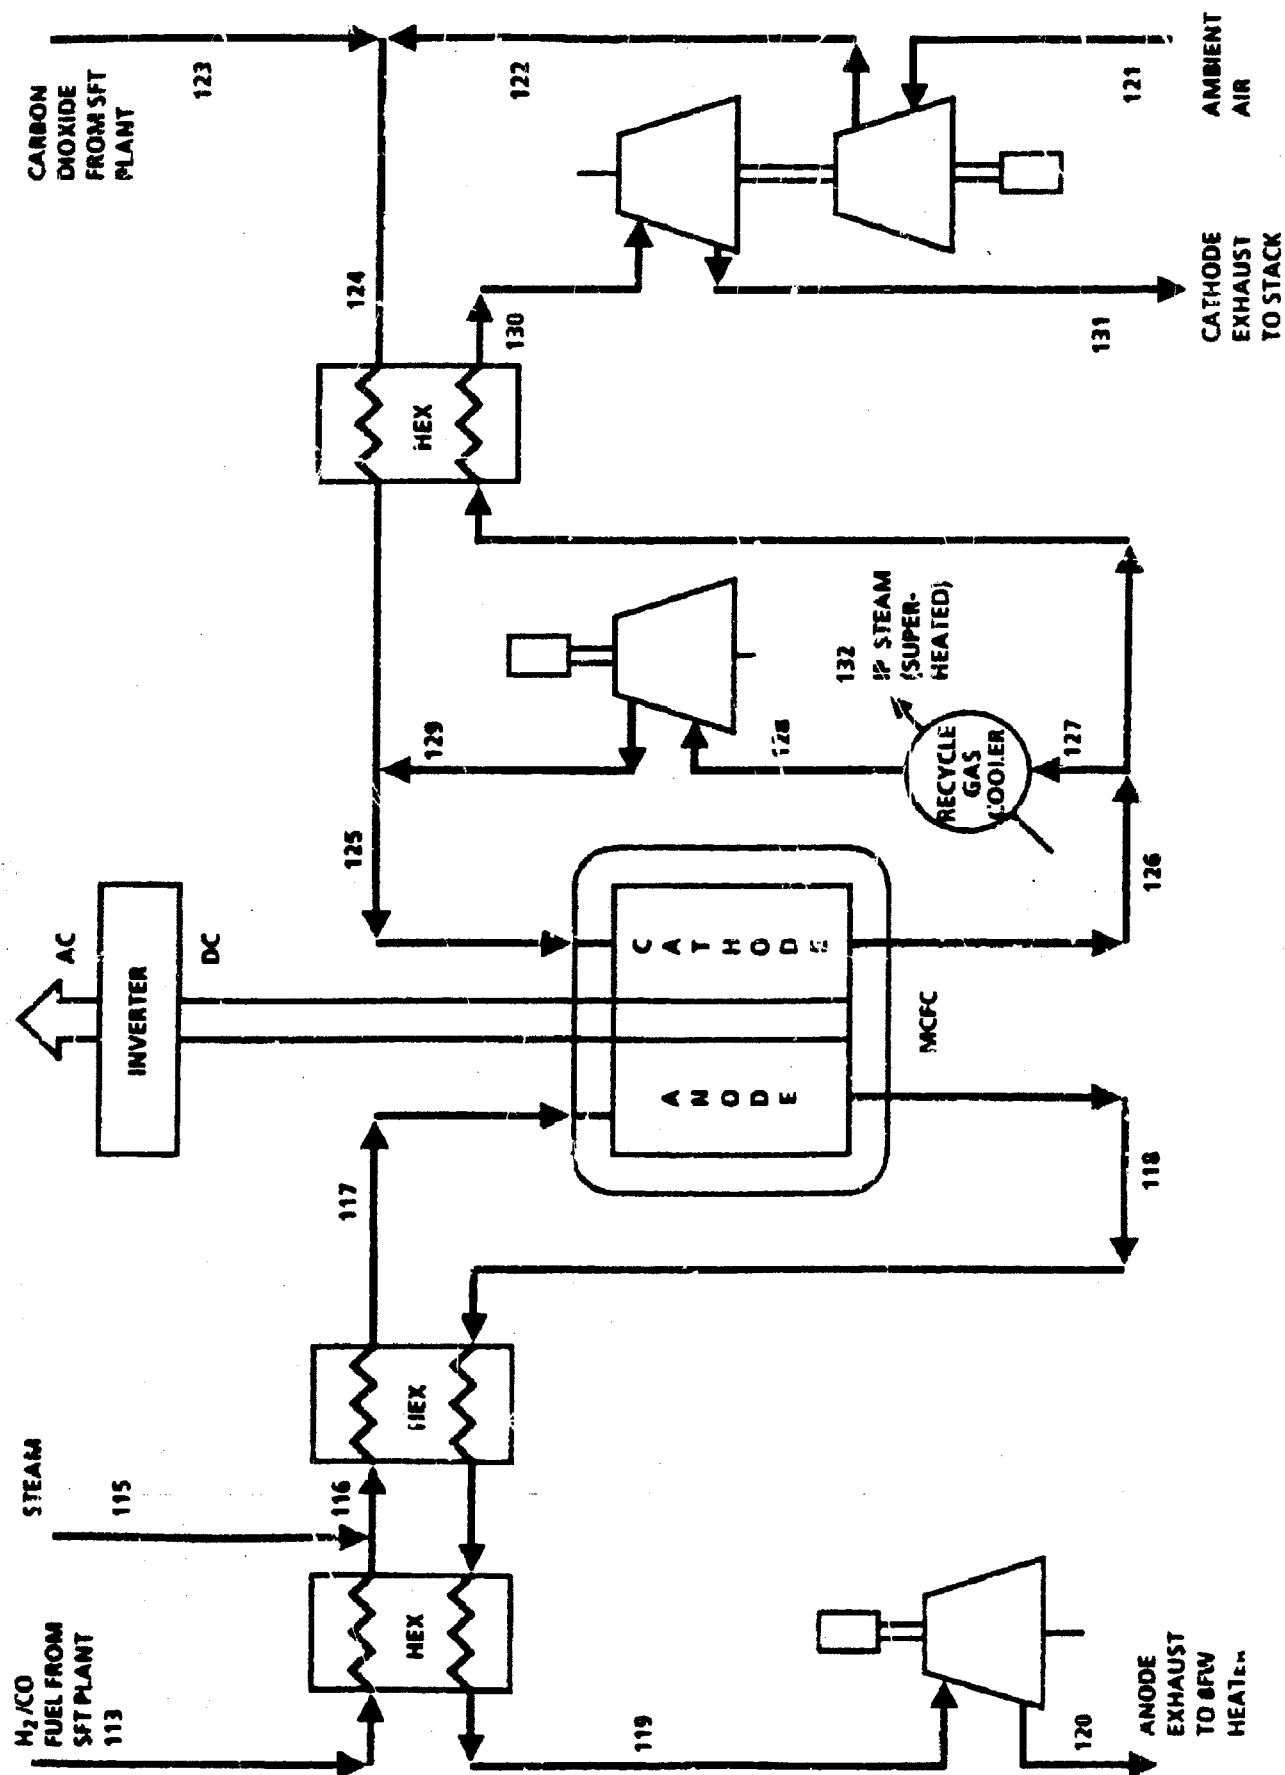 H₂/CO
FUEL FROM
SFT PLANT
113
STEAM
115
116
117
HEX
HEX
119
120
ANODE
EXHAUST
TO BFW
HEATER
118
AC
INVERTER
DC
ANODE
CATHODE
MCFC
125
126
127
RECYCLE
GAS
COOLER
128
129
132
IP STEAM
(SUPER-
HEATED)
HEX
124
130
131
CATHODE
EXHAUST
TO STACK
CARBON
DIOXIDE
FROM SFT
PLANT
123
122
121
AMBIENT
AIR